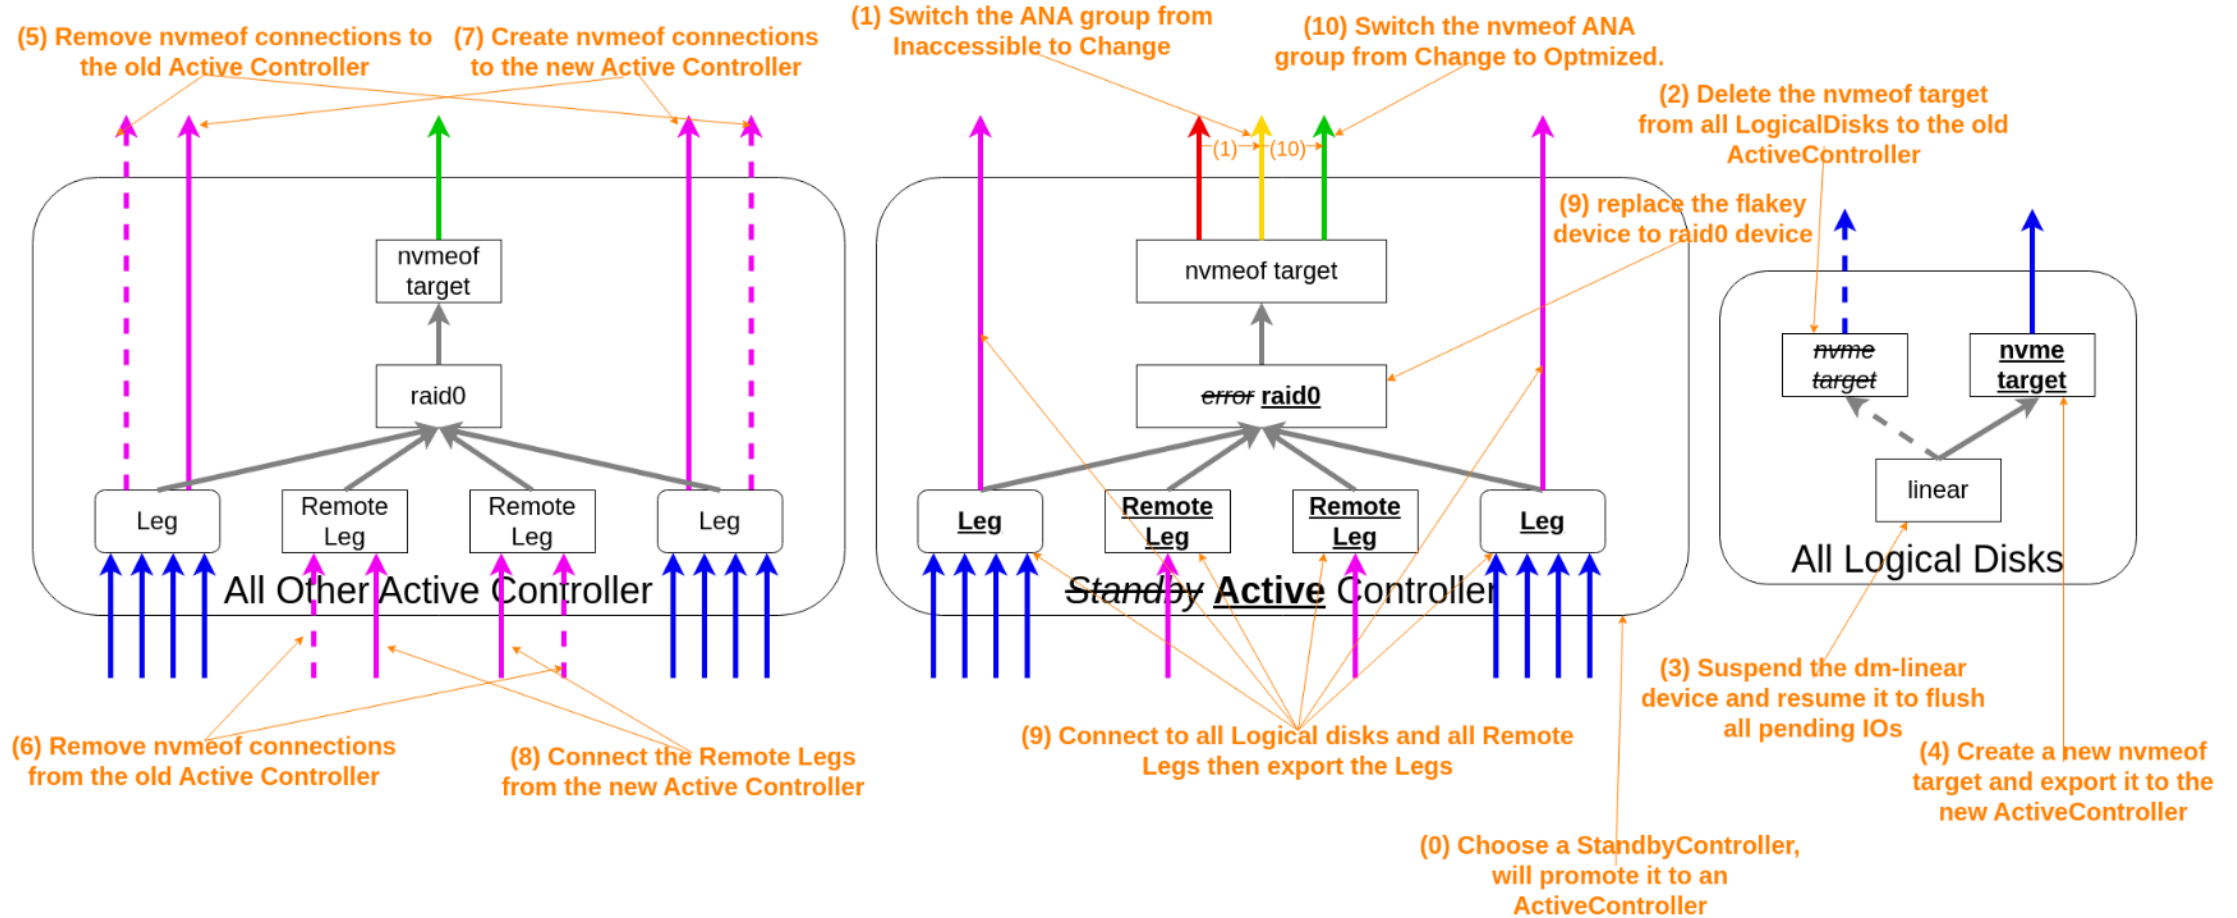 (5) Remove nvmeof connections to
the old Active Controller
(7) Create nvmeof connections
to the new Active Controller
(1) Switch the ANA group from
Inaccessible to Change
(10) Switch the nvmeof ANA
group from Change to Optmized.
(2) Delete the nvmeof target
from all LogicalDisks to the old
ActiveController
(1)
(10)
(9) replace the flakey
device to raid0 device
nvmeof
target
raid0
Leg
Remote
Leg
Remote
Leg
Leg
All Other Active Controller
nvmeof target
error raid0
Leg
Remote
Leg
Remote
Leg
Leg
Standby Active Controller
nvme
target
nvme
target
linear
All Logical Disks
(6) Remove nvmeof connections
from the old Active Controller
(8) Connect the Remote Legs
from the new Active Controller
(9) Connect to all Logical disks and all Remote
Legs then export the Legs
(3) Suspend the dm-linear
device and resume it to flush
all pending IOs
(4) Create a new nvmeof
target and export it to the
new ActiveController
(0) Choose a StandbyController,
will promote it to an
ActiveController